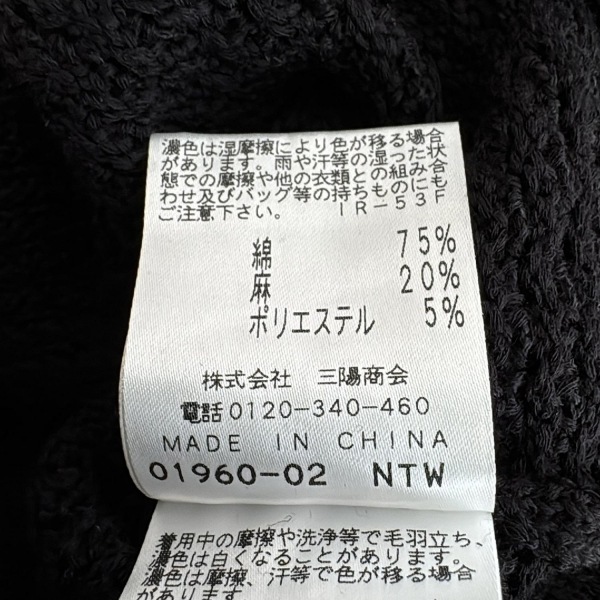 濃色は湿摩擦により色が移る場合
があります。雨や汗等の湿った状
態での摩擦や他の衣類との組み合
わせ及びバッグ等の持ちものにも
ご注意下さい。 IR-53F
綿 75%
麻 20%
ポリエステル 5%
株式会社 三陽商会
電話0120-340-460
MADE IN CHINA
01960-02 NTW
着用中の摩擦や洗浄等で毛羽立ち、
濃色は白くなることがあります。
濃色は摩擦、汗等で色が移る場合
があります。